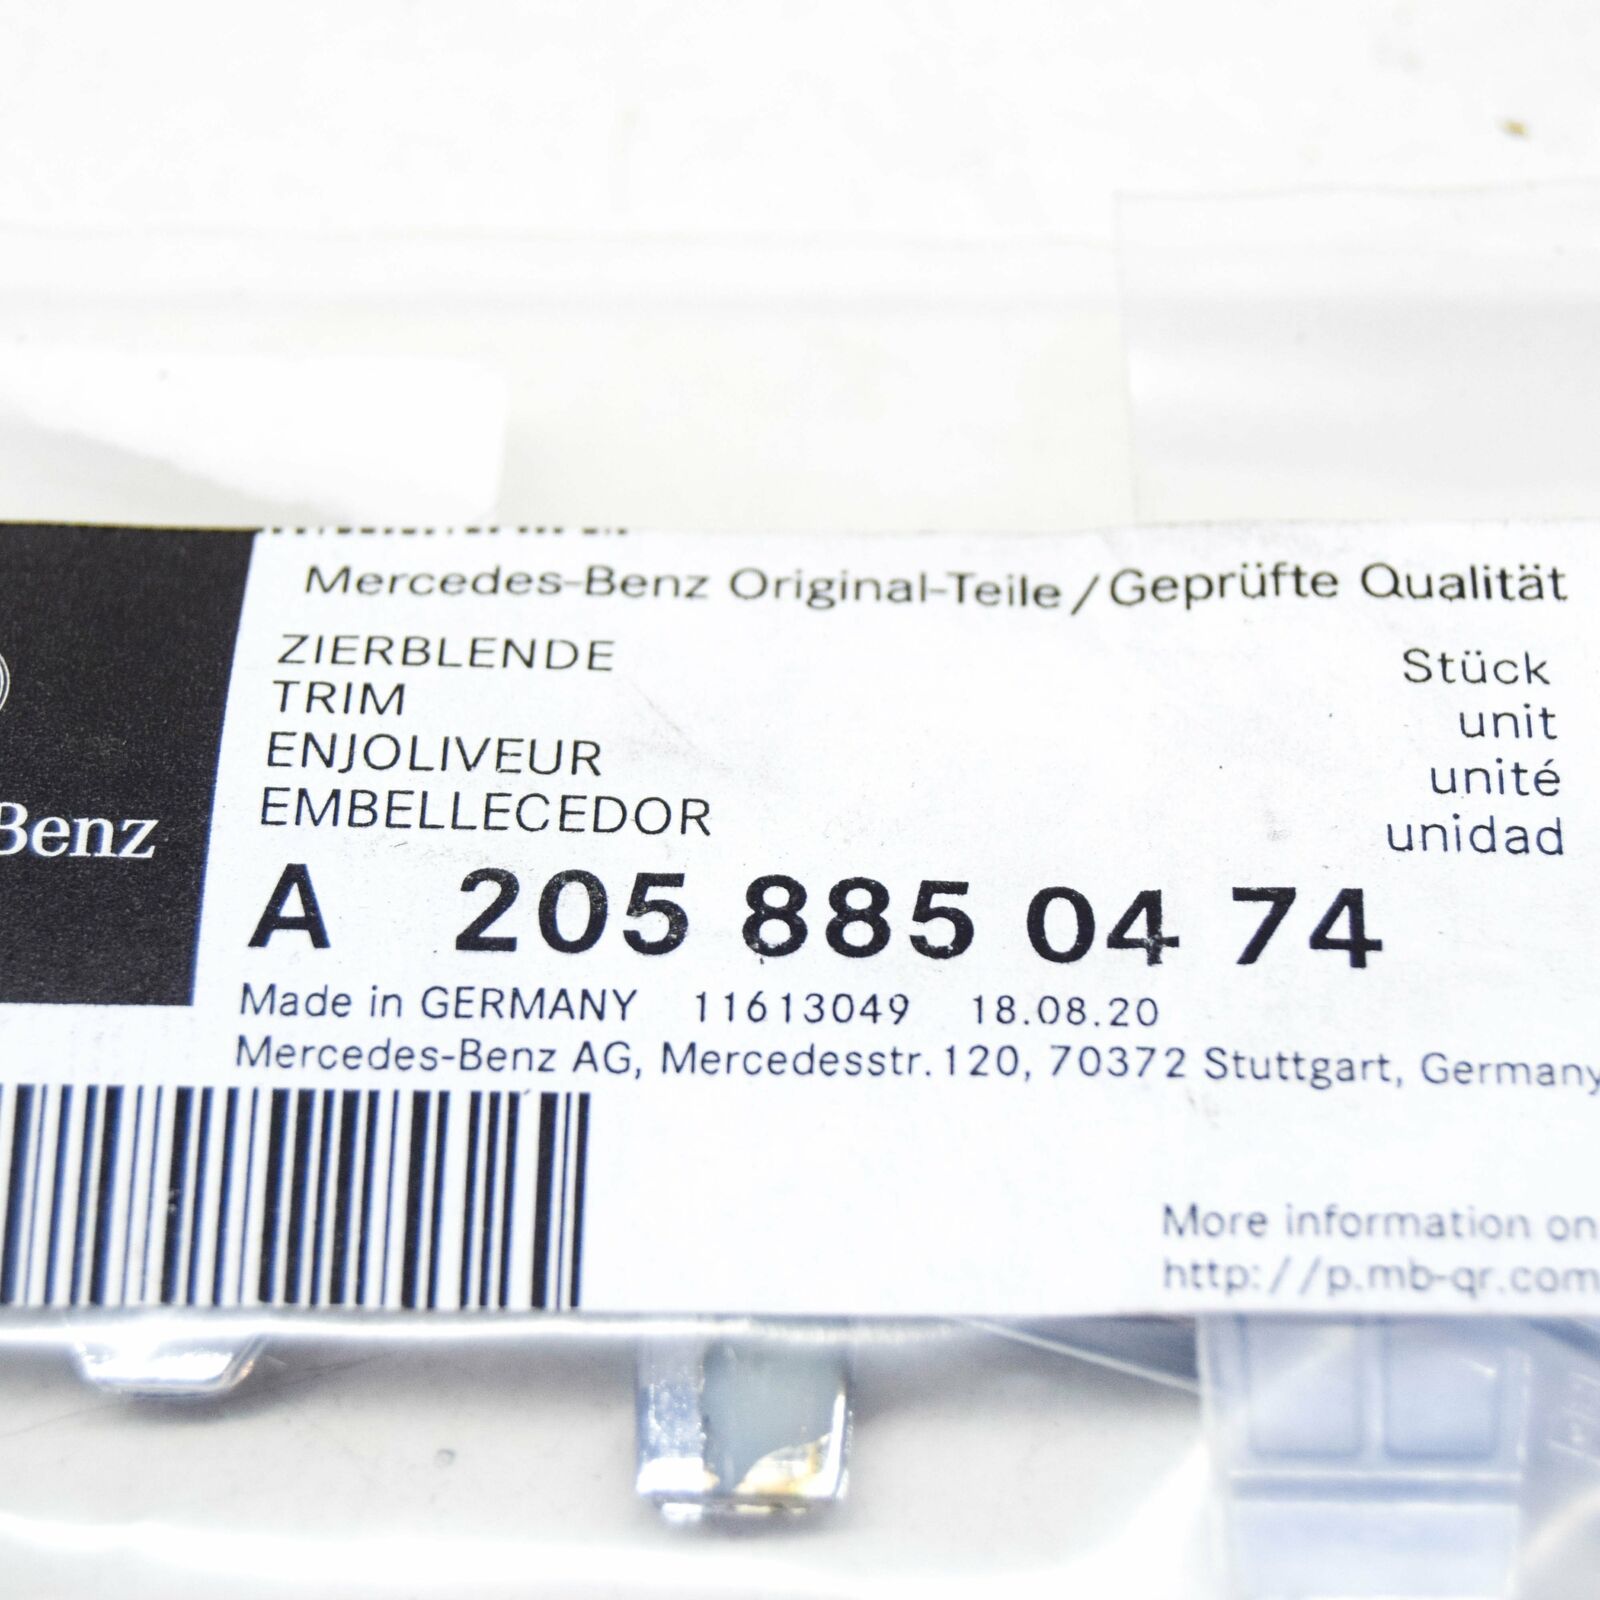 Mercedes-Benz Original-Teile / Geprüfte Qualität
ZIERBLENDE
TRIM
ENJOLIVEUR
EMBELLECEDOR
Stück
unit
unité
unidad
Benz
A 205 885 04 74
Made in GERMANY 11613049 18.08.20
Mercedes-Benz AG, Mercedesstr. 120, 70372 Stuttgart, Germany
More information on
http://p.mb-qr.com